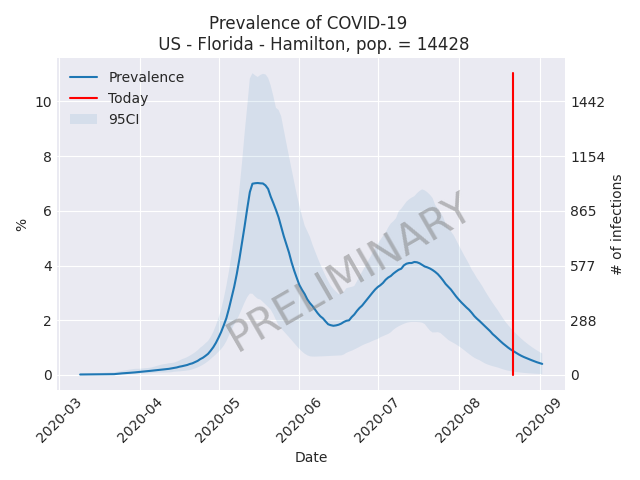 Prevalence of COVID-19
US - Florida - Hamilton, pop. = 14428
Prevalence
Today
95CI
10
8
6
4
2
0
%
1442
1154
865
577
288
0
# of infections
PRELIMINARY
2020-03
2020-04
2020-05
2020-06
2020-07
2020-08
2020-09
Date